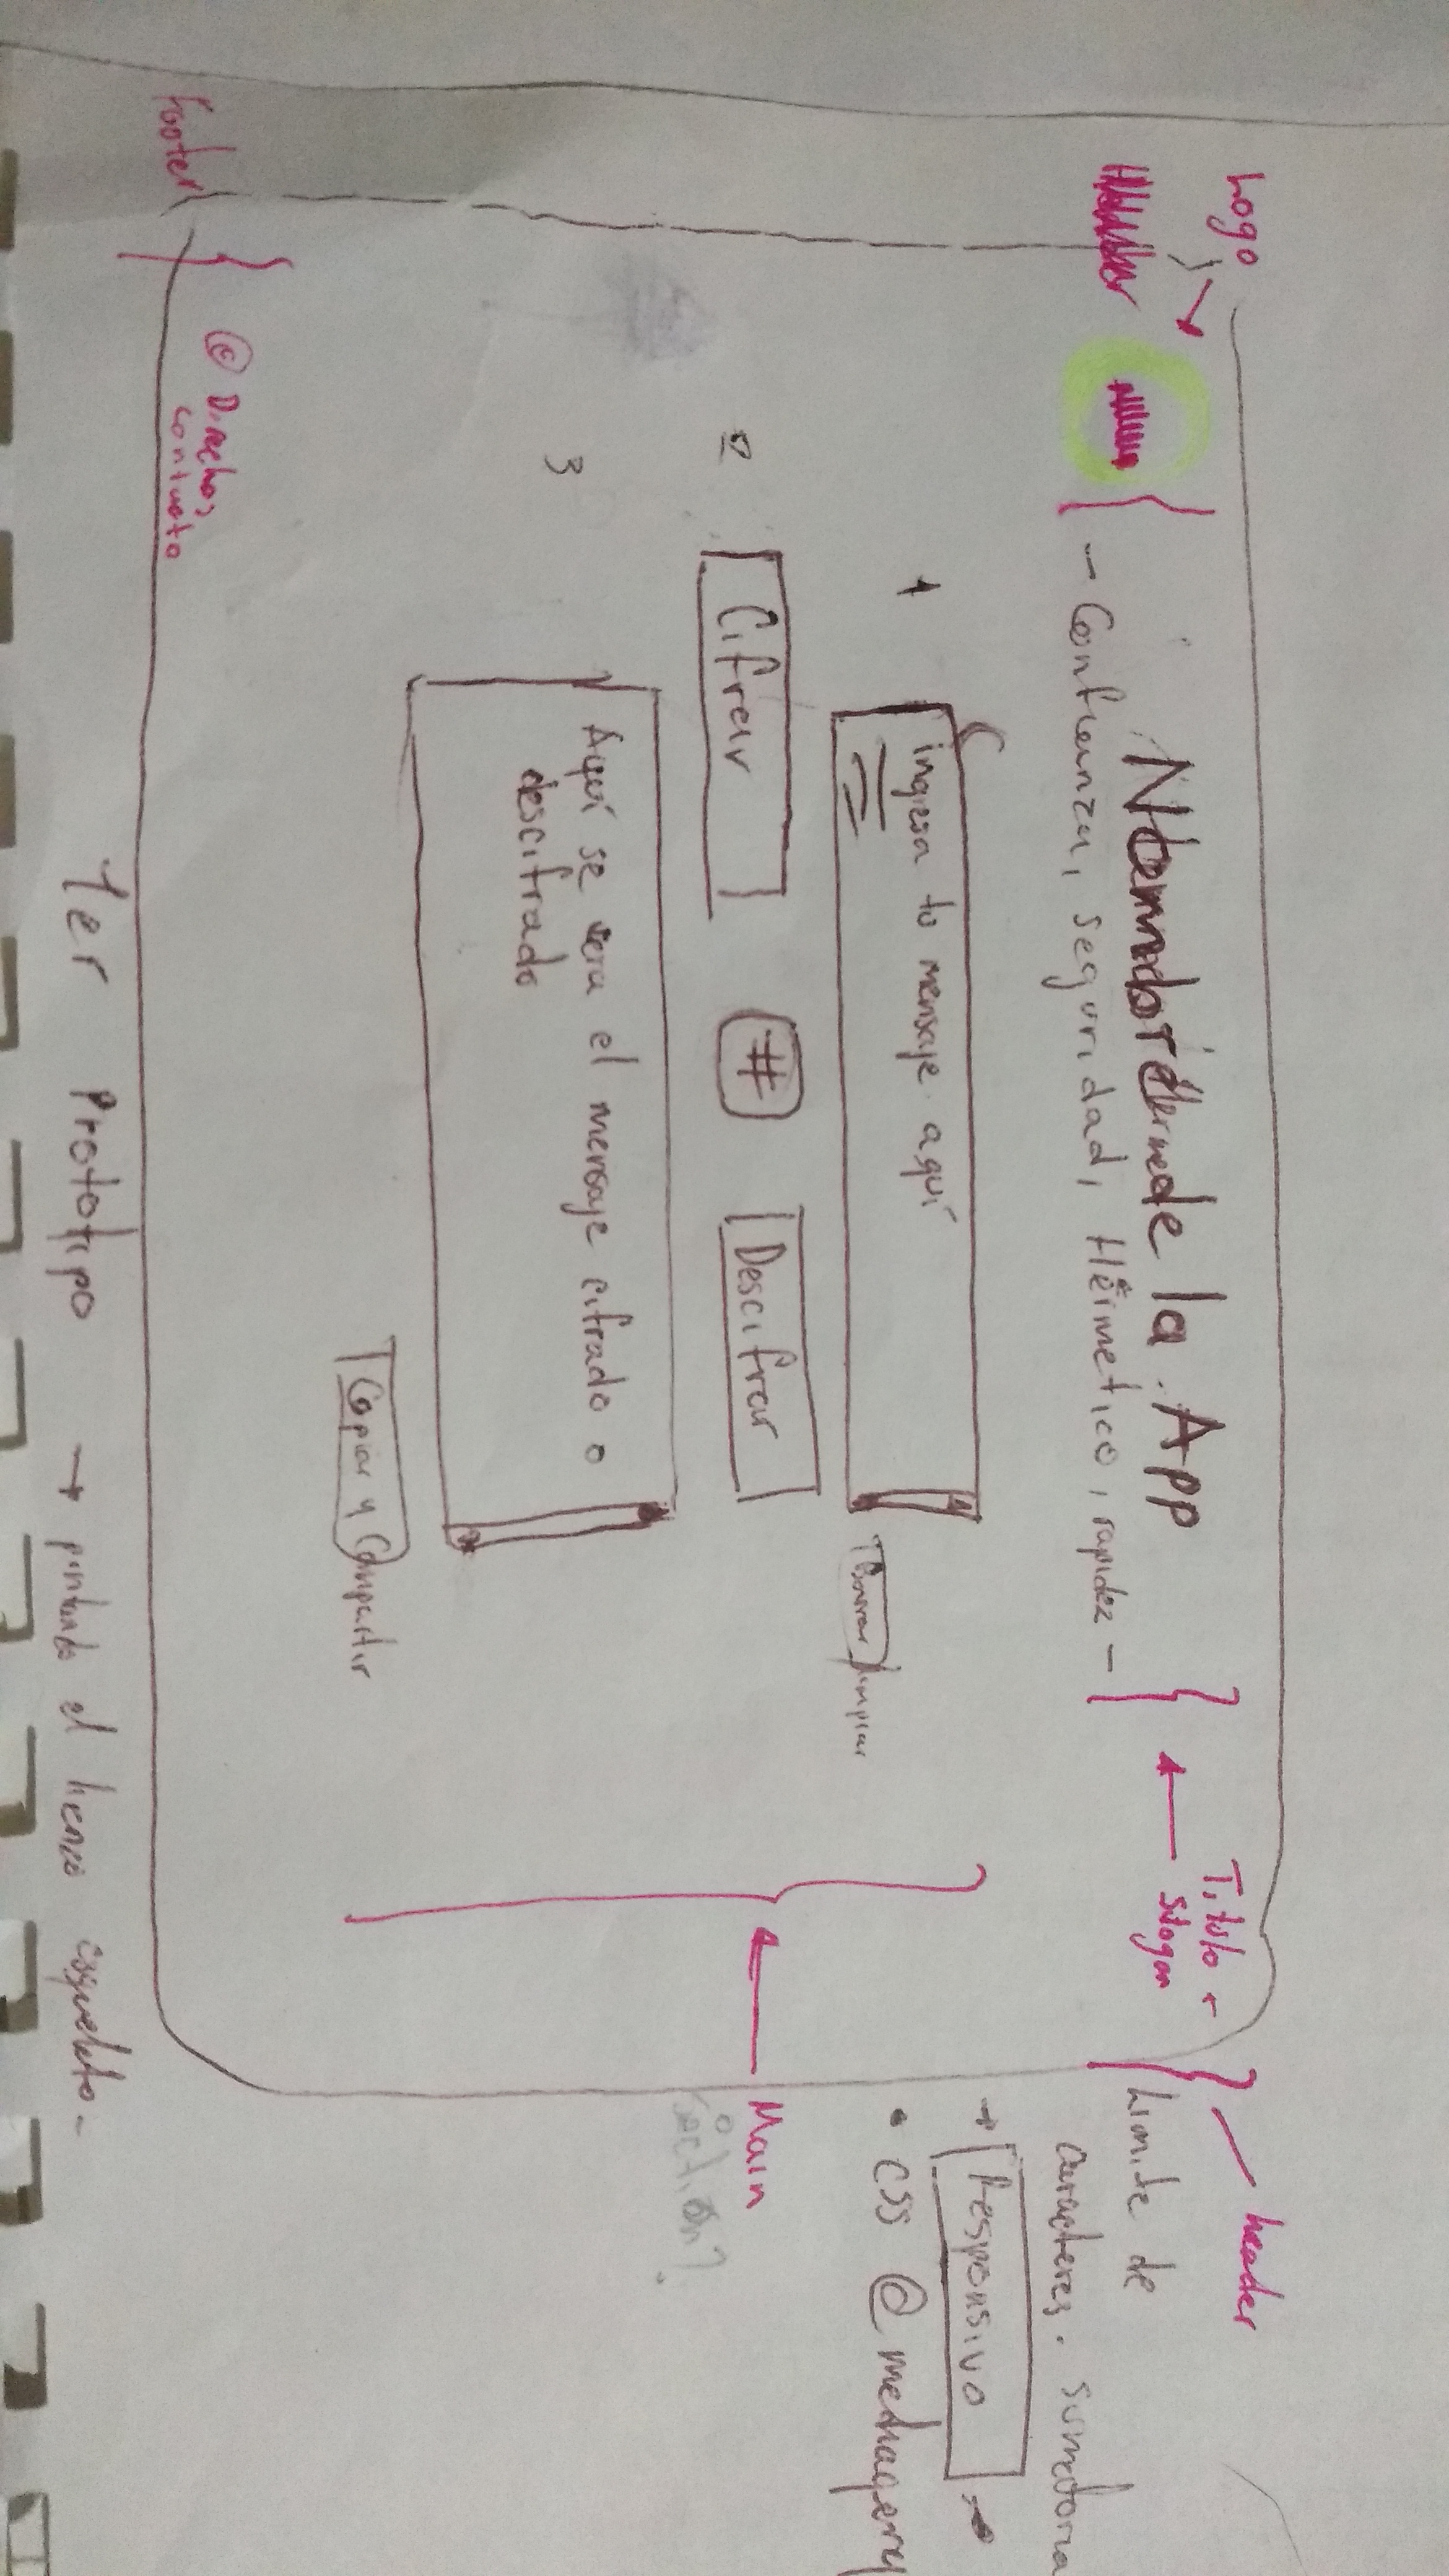 Logo
header
Titulo
slogan
Nombre de la App
— Confianza, seguridad, Hermetico, rapidez —
Limite de
caracteres. sumatoria
→ Responsivo
• css @ mediaquery
1
ingresa tu mensaje aquí
Borrar limpiar
2
Cifrar
#
Descifrar
Main
Section?
3
Aquí se vera el mensaje cifrado o
descifrado
Copiar y Compartir
Footer
© Derechos
contacto
1er Prototipo → pintando el lienzo esqueleto-